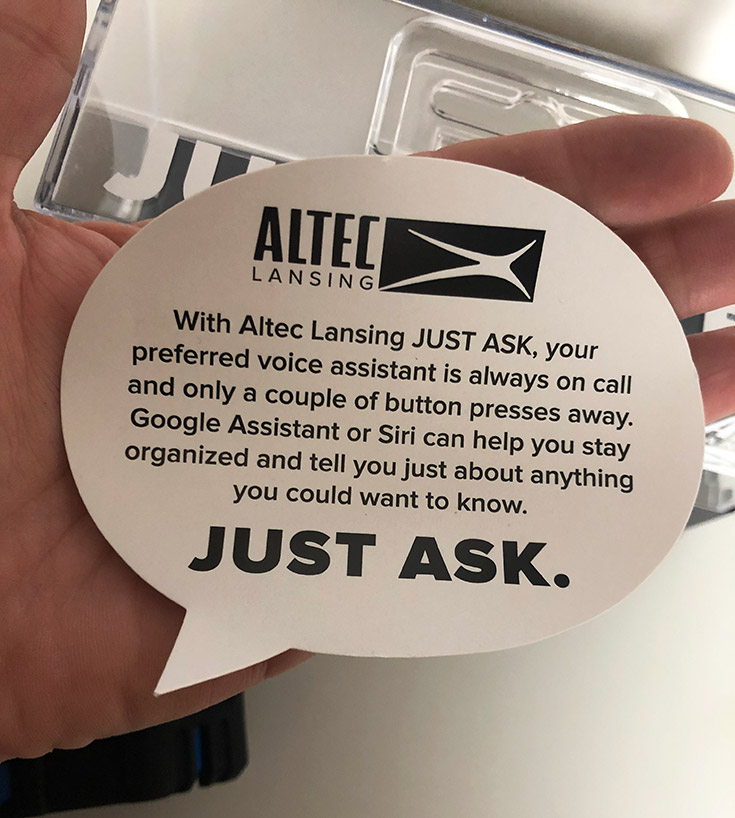 JU
ALTEC
LANSING
With Altec Lansing JUST ASK, your
preferred voice assistant is always on call
and only a couple of button presses away.
Google Assistant or Siri can help you stay
organized and tell you just about anything
you could want to know.
JUST ASK.